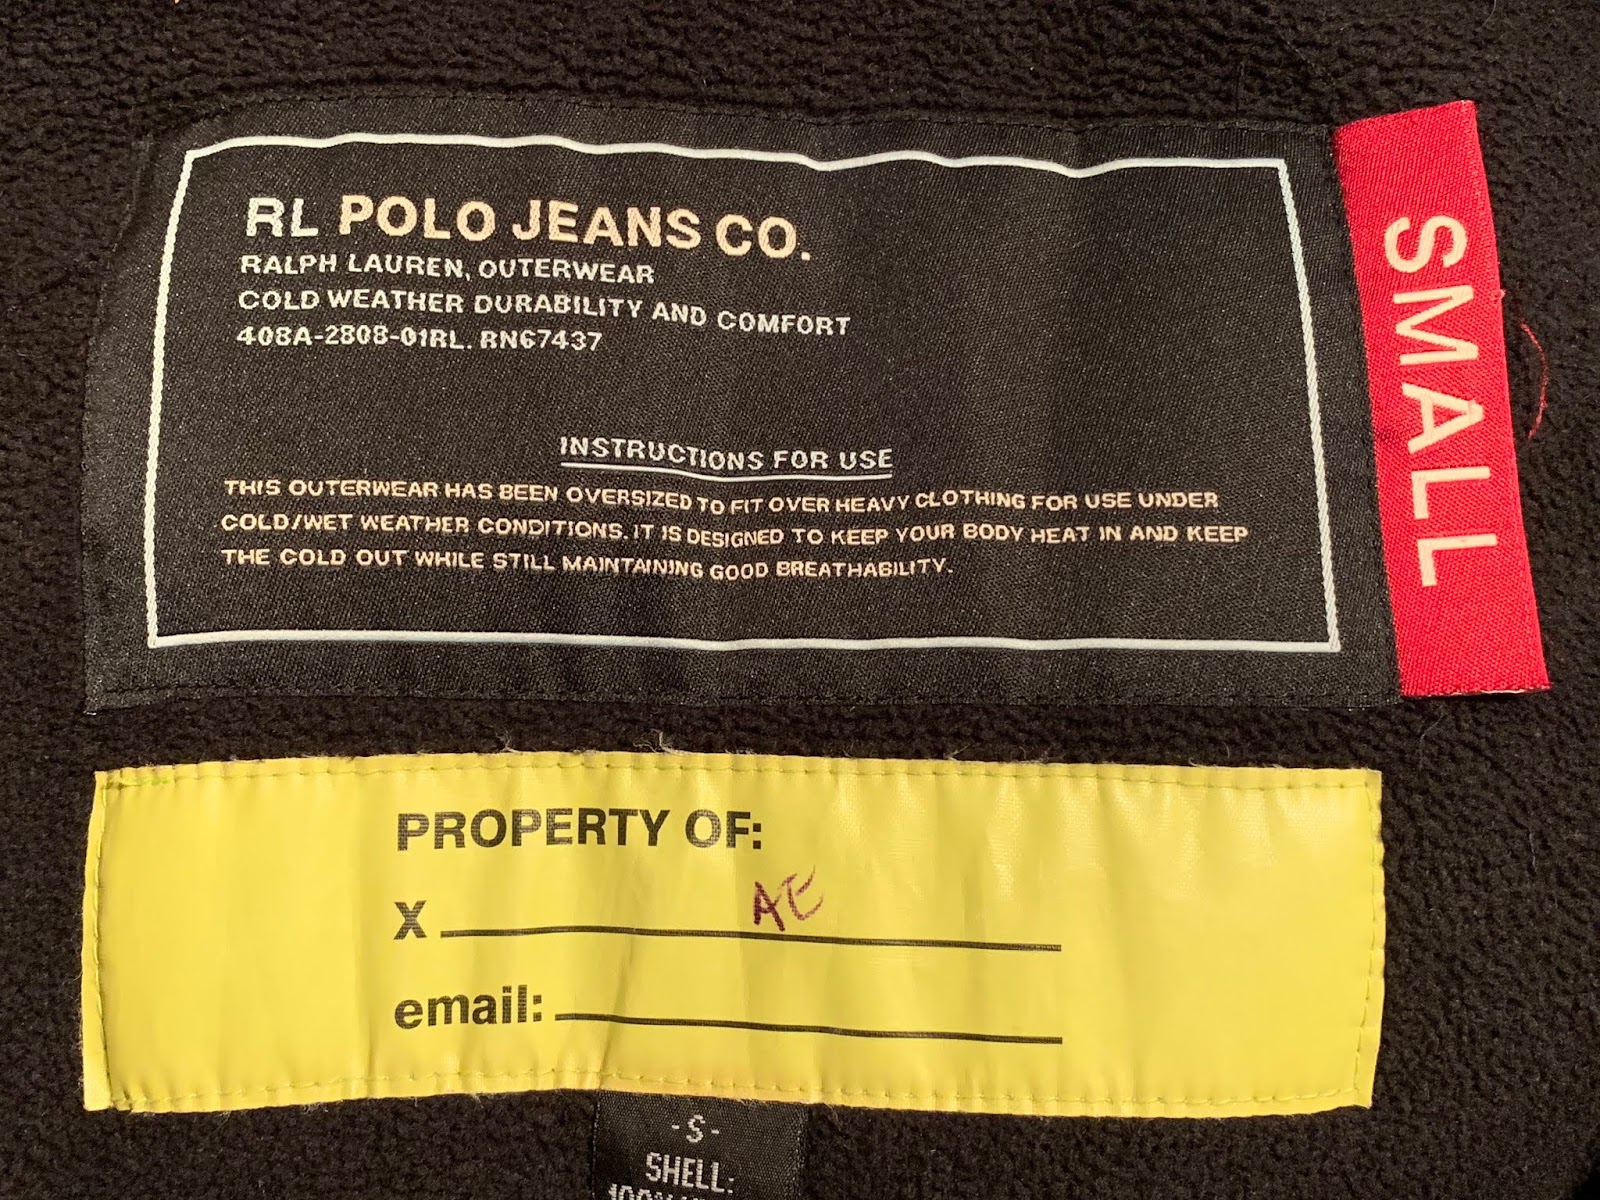 RL POLO JEANS CO.
RALPH LAUREN, OUTERWEAR
COLD WEATHER DURABILITY AND COMFORT
408A-2808-01RL. RN67437
INSTRUCTIONS FOR USE
THIS OUTERWEAR HAS BEEN OVERSIZED TO FIT OVER HEAVY CLOTHING FOR USE UNDER
COLD/WET WEATHER CONDITIONS. IT IS DESIGNED TO KEEP YOUR BODY HEAT IN AND KEEP
THE COLD OUT WHILE STILL MAINTAINING GOOD BREATHABILITY.
SMALL
PROPERTY OF:
X AE
email:
-S-
SHELL: